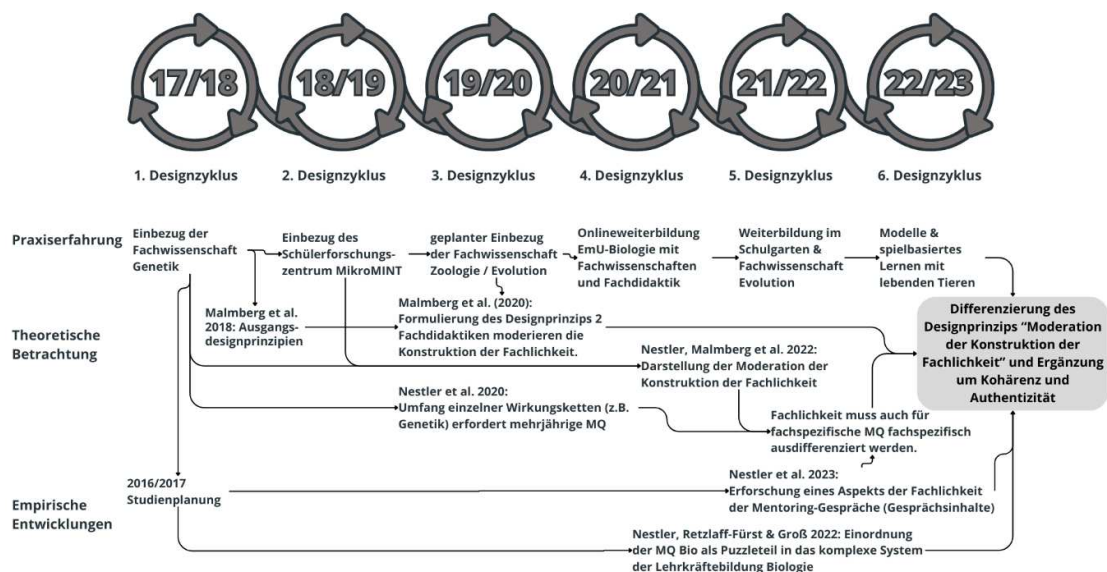 17/18
18/19
19/20
20/21
21/22
22/23
1. Designzyklus
2. Designzyklus
3. Designzyklus
4. Designzyklus
5. Designzyklus
6. Designzyklus
Praxiserfahrung
Einbezug der
Fachwissenschaft
Genetik
Einbezug des
Schülerforschungs-
zentrum MikroMINT
geplanter Einbezug
der Fachwissenschaft
Zoologie / Evolution
Onlineweiterbildung
EmU-Biologie mit
Fachwissenschaften
und Fachdidaktik
Weiterbildung im
Schulgarten &
Fachwissenschaft
Evolution
Modelle &
spielbasiertes
Lernen mit
lebenden Tieren
Theoretische
Betrachtung
Malmberg et al.
2018: Ausgangs-
designprinzipien
Malmberg et al. (2020):
Formulierung des Designprinzips 2
Fachdidaktiken moderieren die
Konstruktion der Fachlichkeit.
Nestler, Malmberg et al. 2022:
Darstellung der Moderation der
Konstruktion der Fachlichkeit
Nestler et al. 2020:
Umfang einzelner Wirkungsketten (z.B.
Genetik) erfordert mehrjährige MQ
Fachlichkeit muss auch für
fachspezifische MQ fachspezifisch
ausdifferenziert werden.
Differenzierung des
Designprinzips “Moderation
der Konstruktion der
Fachlichkeit” und Ergänzung
um Kohärenz und
Authentizität
Empirische
Entwicklungen
2016/2017
Studienplanung
Nestler et al. 2023:
Erforschung eines Aspekts der Fachlichkeit
der Mentoring-Gespräche (Gesprächsinhalte)
Nestler, Retzlaff-Fürst & Groß 2022: Einordnung
der MQ Bio als Puzzleteil in das komplexe System
der Lehrkräftebildung Biologie